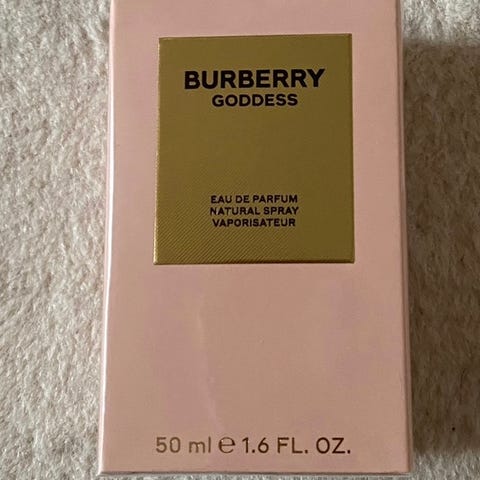 BURBERRY
GODDESS
EAU DE PARFUM
NATURAL SPRAY
VAPORISATEUR
50 ml ℮ 1.6 FL. OZ.